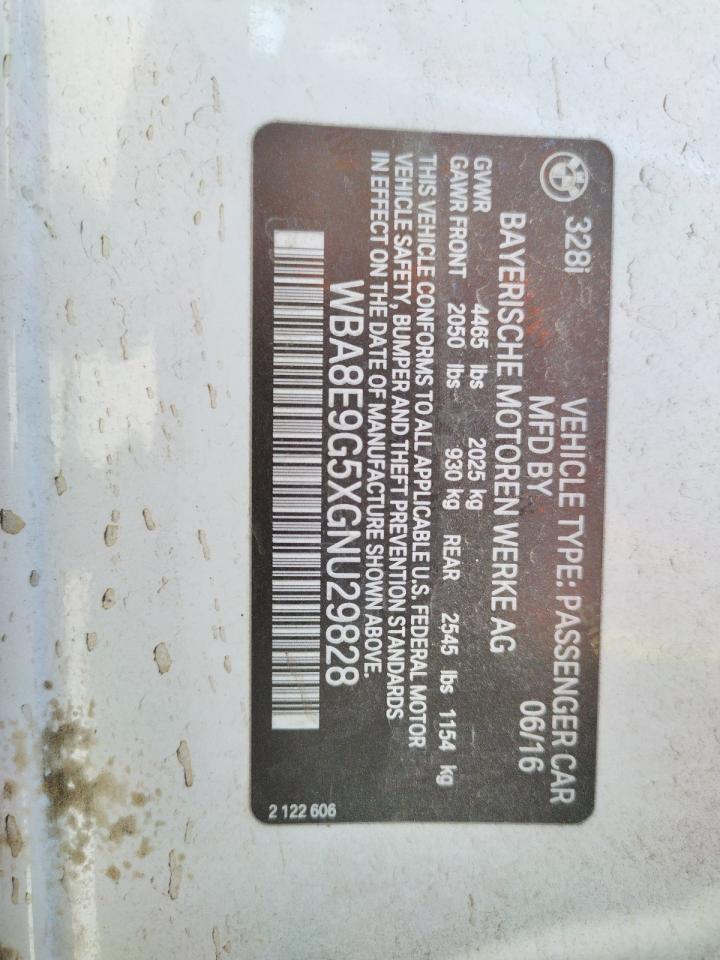 328i
VEHICLE TYPE: PASSENGER CAR
MFD BY 06/16
BAYERISCHE MOTOREN WERKE AG
GVWR 4465 lbs 2025 kg
GAWR FRONT 2050 lbs 930 kg REAR 2545 lbs 1154 kg
THIS VEHICLE CONFORMS TO ALL APPLICABLE U.S. FEDERAL MOTOR
VEHICLE SAFETY, BUMPER AND THEFT PREVENTION STANDARDS
IN EFFECT ON THE DATE OF MANUFACTURE SHOWN ABOVE.
WBA8E9G5XGNU29828
2 122 606